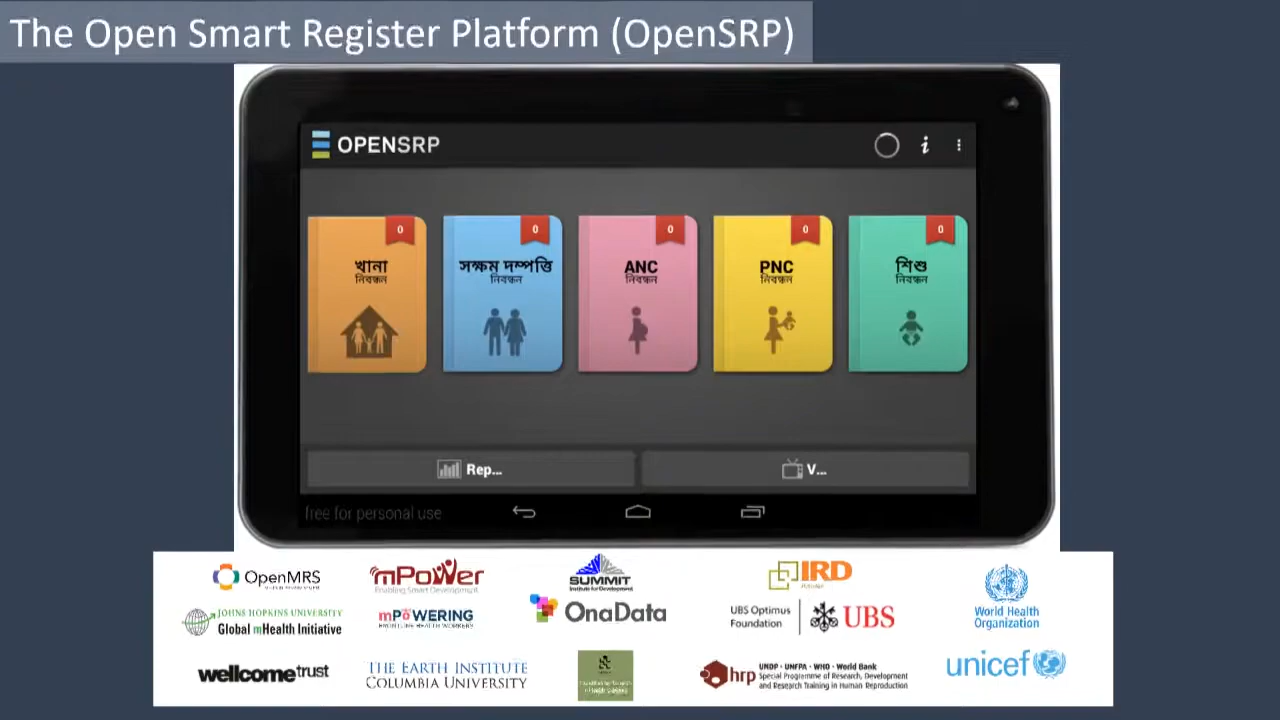 The Open Smart Register Platform (OpenSRP)
OPENSRP
i
0
0
0
0
0
খানা
নিবন্ধন
সক্ষম দম্পত্তি
নিবন্ধন
ANC
নিবন্ধন
PNC
নিবন্ধন
শিশু
নিবন্ধন
Rep...
V...
free for personal use
OpenMRS
mPOWER
Enabling Smart Development
SUMMIT
Institute for Development
IRD
World Health
Organization
JOHNS HOPKINS UNIVERSITY
Global mHealth Initiative
mPOWERING
FRONTLINE HEALTH WORKERS
OnaData
UBS Optimus
Foundation
UBS
wellcometrust
THE EARTH INSTITUTE
COLUMBIA UNIVERSITY
hrp
UNDP · UNFPA · WHO · World Bank
Special Programme of Research, Development
and Research Training in Human Reproduction
unicef